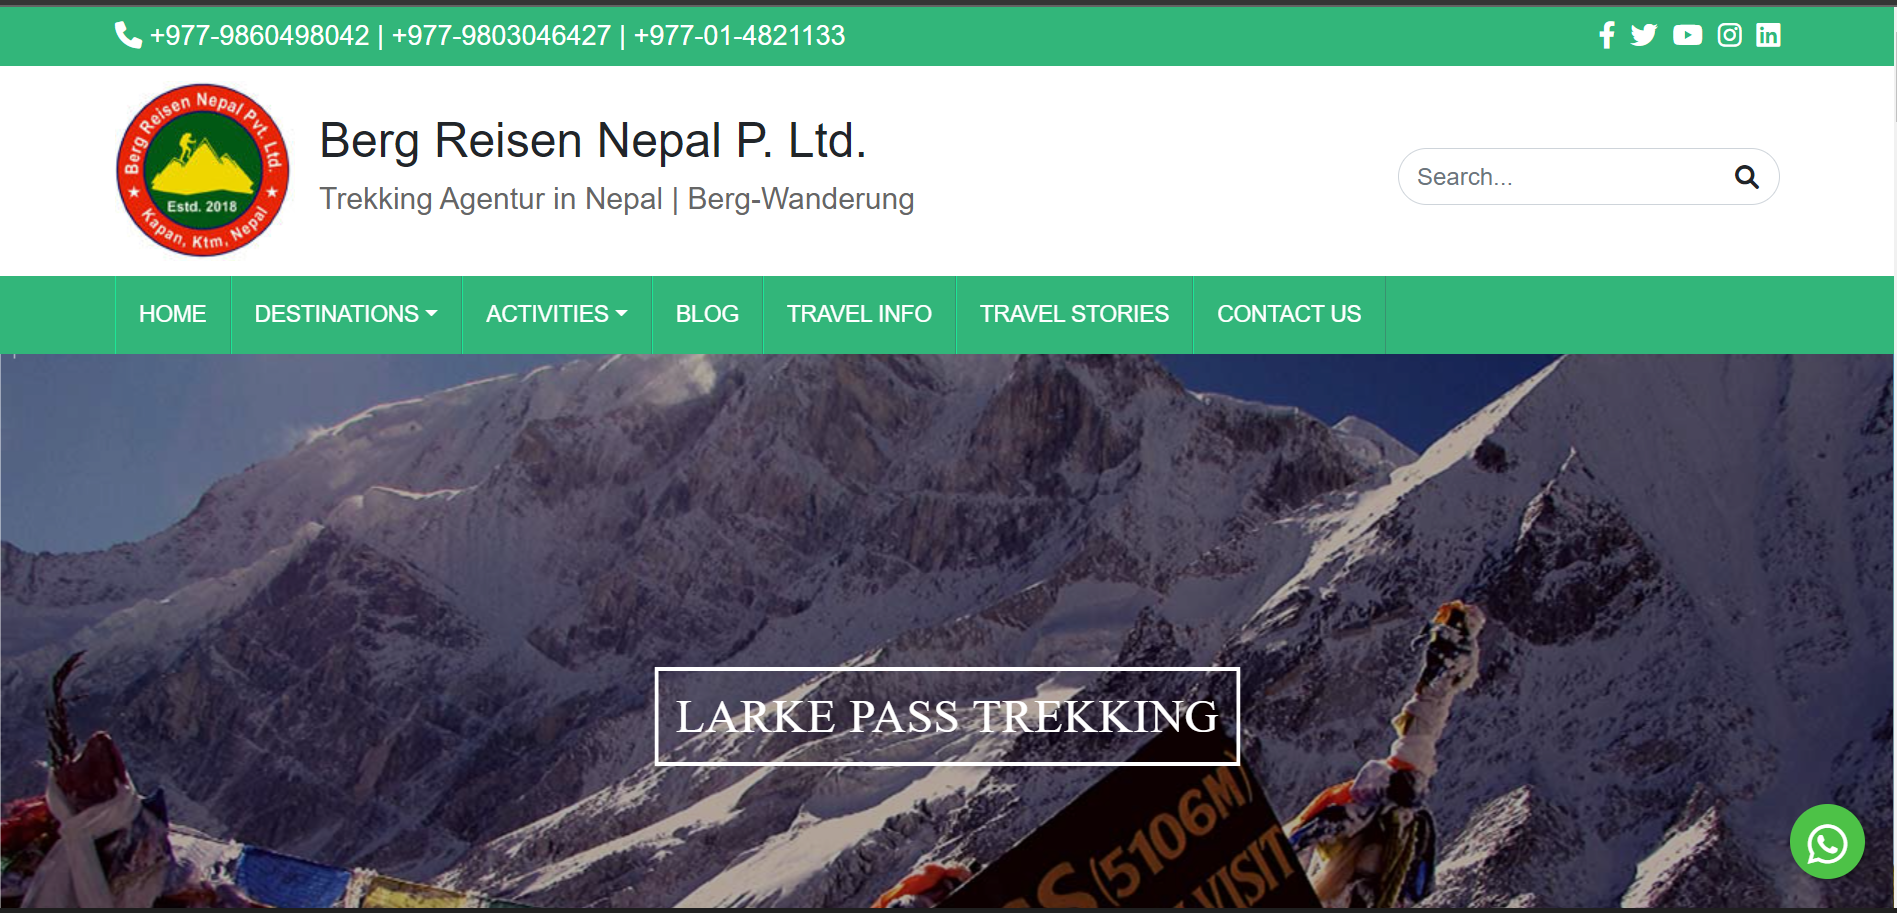 +977-9860498042 | +977-9803046427 | +977-01-4821133
Berg Reisen Nepal Pvt. Ltd.
Estd. 2018
Kapan, Ktm, Nepal
Berg Reisen Nepal P. Ltd.
Trekking Agentur in Nepal | Berg-Wanderung
Search...
HOME DESTINATIONS ACTIVITIES BLOG TRAVEL INFO TRAVEL STORIES CONTACT US
LARKE PASS TREKKING
S (5106M)
VISIT